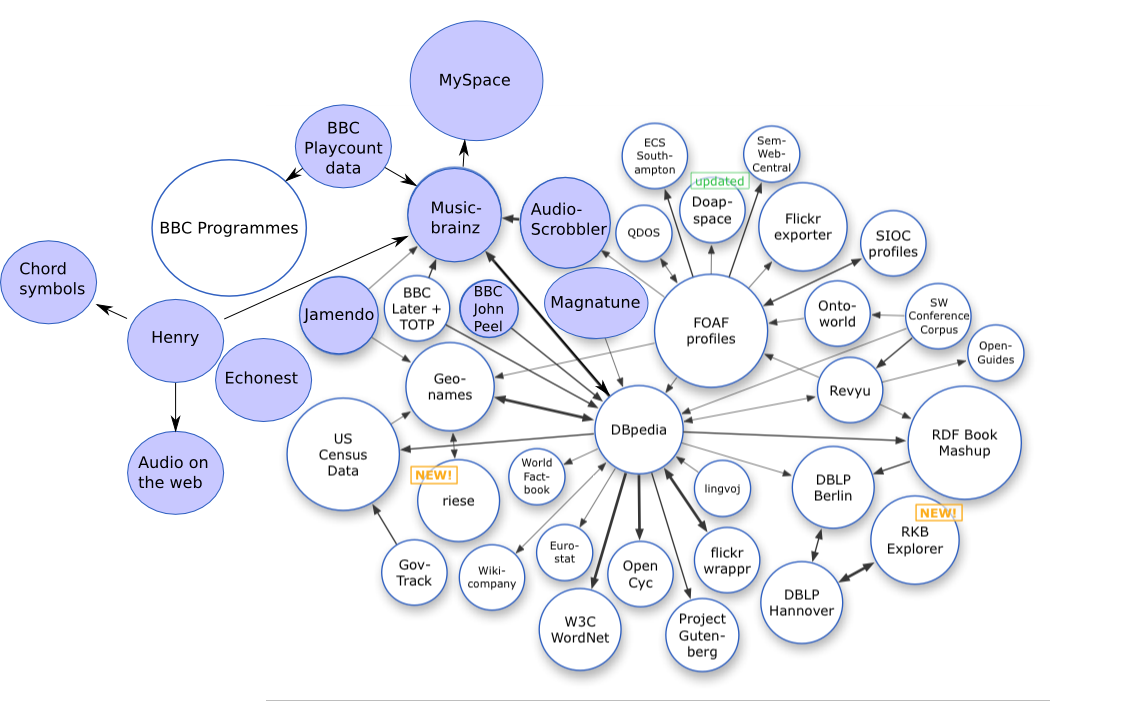 MySpace
BBC
Playcount
data
ECS
South-
ampton
Sem-
Web-
Central
updated
Doap-
space
BBC Programmes
Music-
brainz
Audio-
Scrobbler
QDOS
Flickr
exporter
SIOC
profiles
Chord
symbols
Henry
Jamendo
BBC
Later +
TOTP
BBC
John
Peel
Magnatune
FOAF
profiles
Onto-
world
SW
Conference
Corpus
Open-
Guides
Echonest
Geo-
names
Revyu
DBpedia
RDF Book
Mashup
US
Census
Data
Audio on
the web
NEW!
riese
World
Fact-
book
lingvoj
DBLP
Berlin
NEW!
RKB
Explorer
Gov-
Track
Wiki-
company
Euro-
stat
Open
Cyc
flickr
wrappr
DBLP
Hannover
W3C
WordNet
Project
Guten-
berg